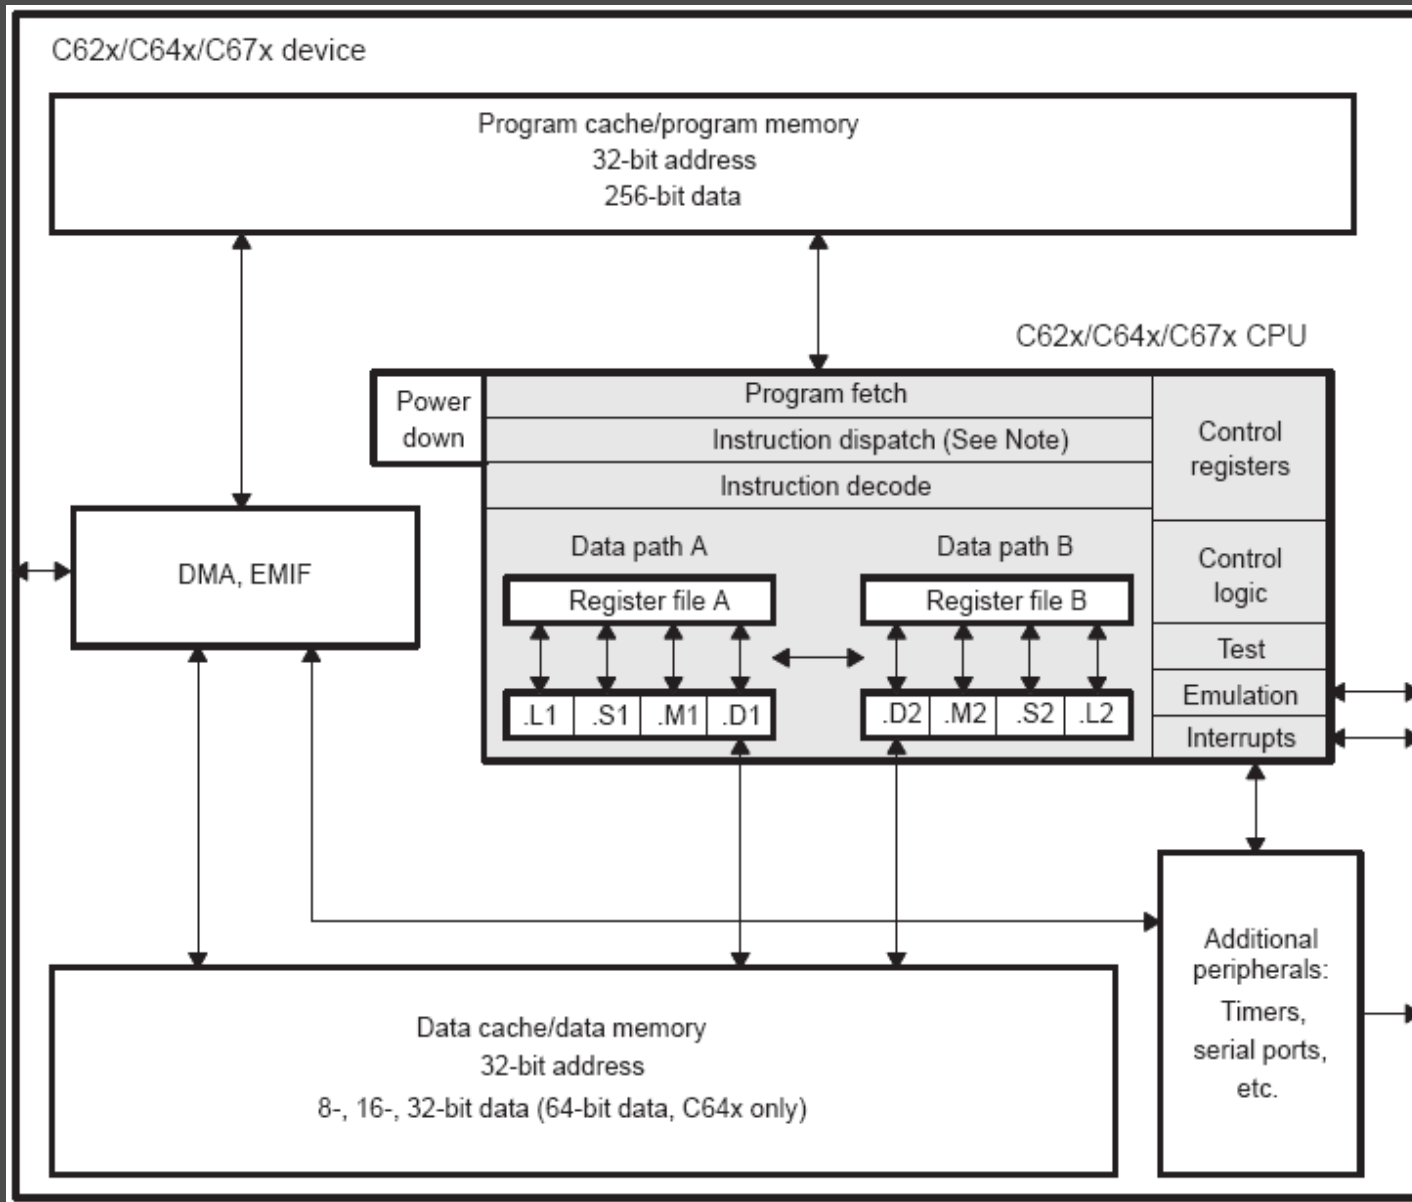 C62x/C64x/C67x device
Program cache/program memory
32-bit address
256-bit data
C62x/C64x/C67x CPU
Power
down
Program fetch
Instruction dispatch (See Note)
Instruction decode
Control
registers
Data path A
Data path B
Control
logic
DMA, EMIF
Register file A
Register file B
Test
.L1 .S1 .M1 .D1
.D2 .M2 .S2 .L2
Emulation
Interrupts
Data cache/data memory
32-bit address
8-, 16-, 32-bit data (64-bit data, C64x only)
Additional
peripherals:
Timers,
serial ports,
etc.